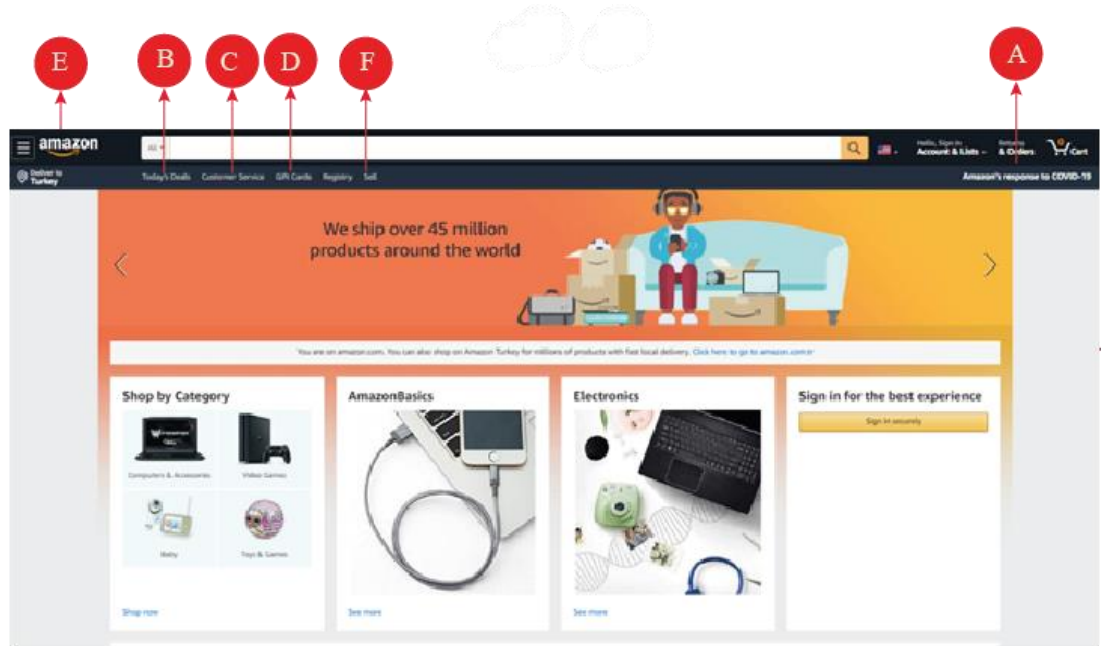 E
B
C
D
F
A
amazon
All
Hello, Sign in
Account & Lists
Returns
& Orders
0
Cart
Deliver to
Turkey
Today's Deals Customer Service Gift Cards Registry Sell
Amazon's response to COVID-19
We ship over 45 million
products around the world
You are on amazon.com. You can also shop on Amazon Turkey for millions of products with fast local delivery. Click here to go to amazon.com.tr
Shop by Category
Computers & Accessories
Video Games
Baby
Toys & Games
Shop now
AmazonBasics
See more
Electronics
See more
Sign in for the best experience
Sign in securely